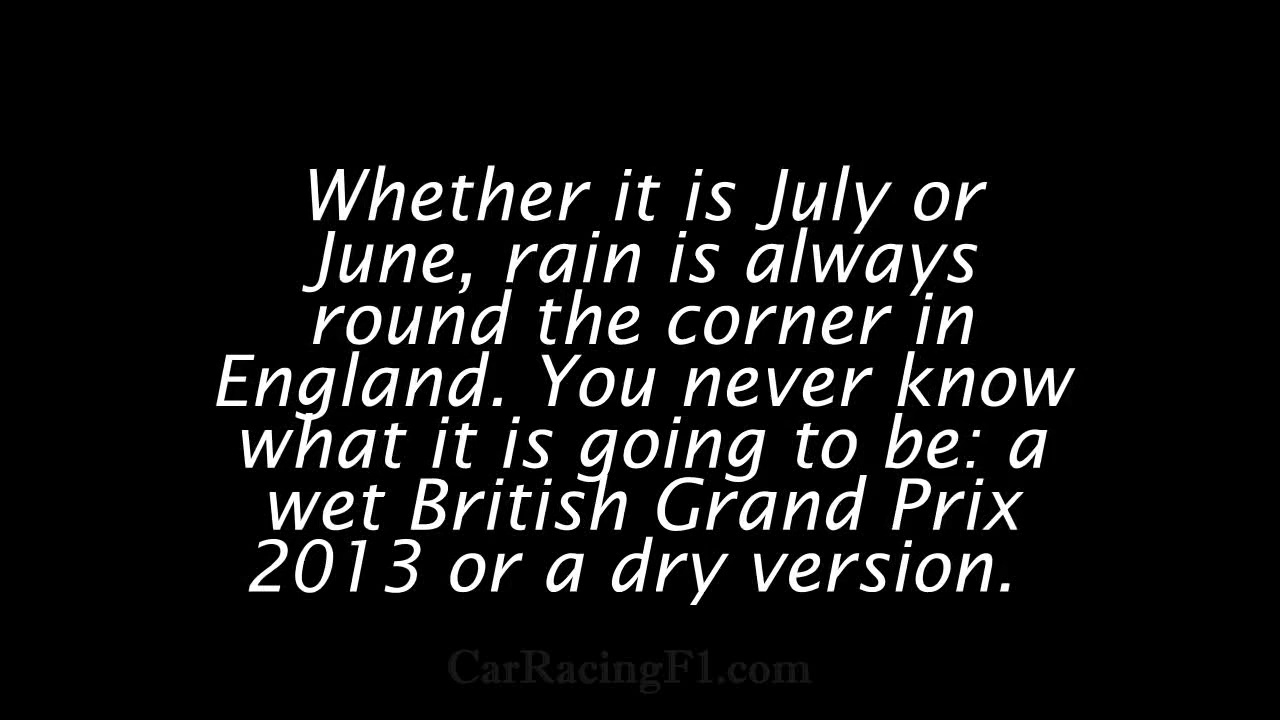 Whether it is July or
June, rain is always
round the corner in
England. You never know
what it is going to be: a
wet British Grand Prix
2013 or a dry version.
CarRacingF1.com